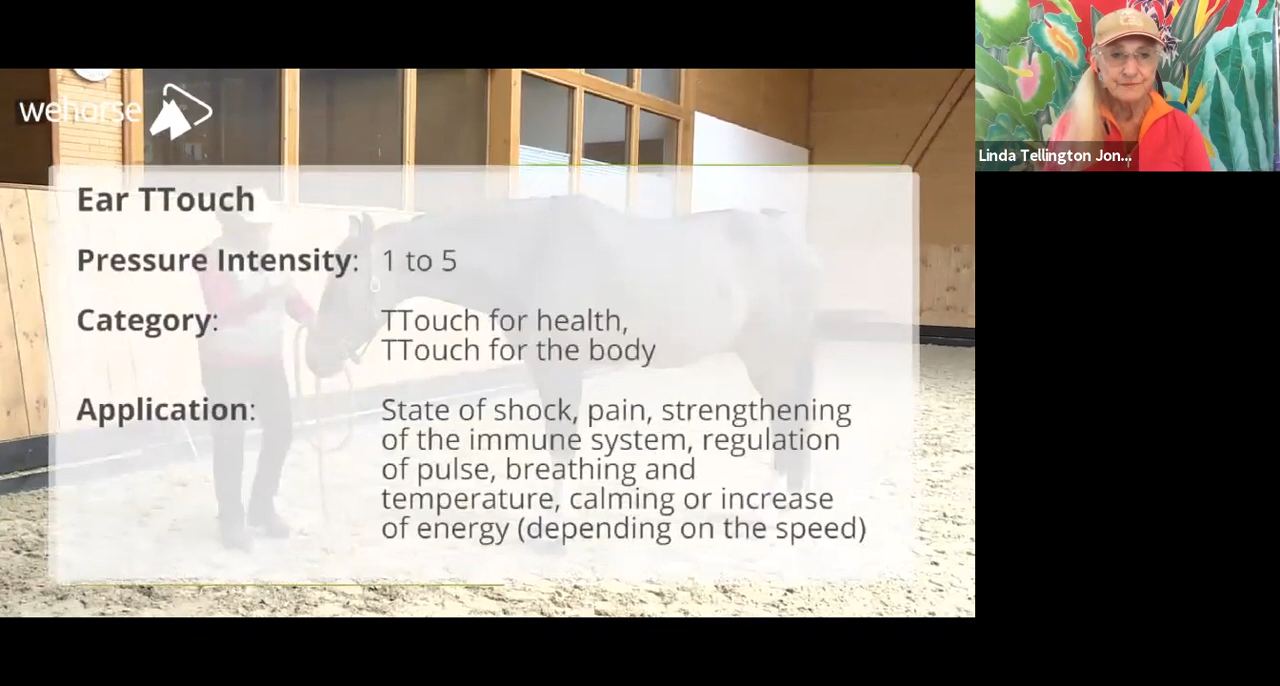 wehorse
Ear TTouch
Pressure Intensity: 1 to 5
Category: TTouch for health,
TTouch for the body
Application: State of shock, pain, strengthening
of the immune system, regulation
of pulse, breathing and
temperature, calming or increase
of energy (depending on the speed)
Linda Tellington Jon...